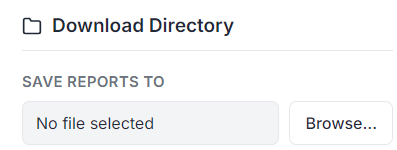 Download Directory
SAVE REPORTS TO
No file selected
Browse...